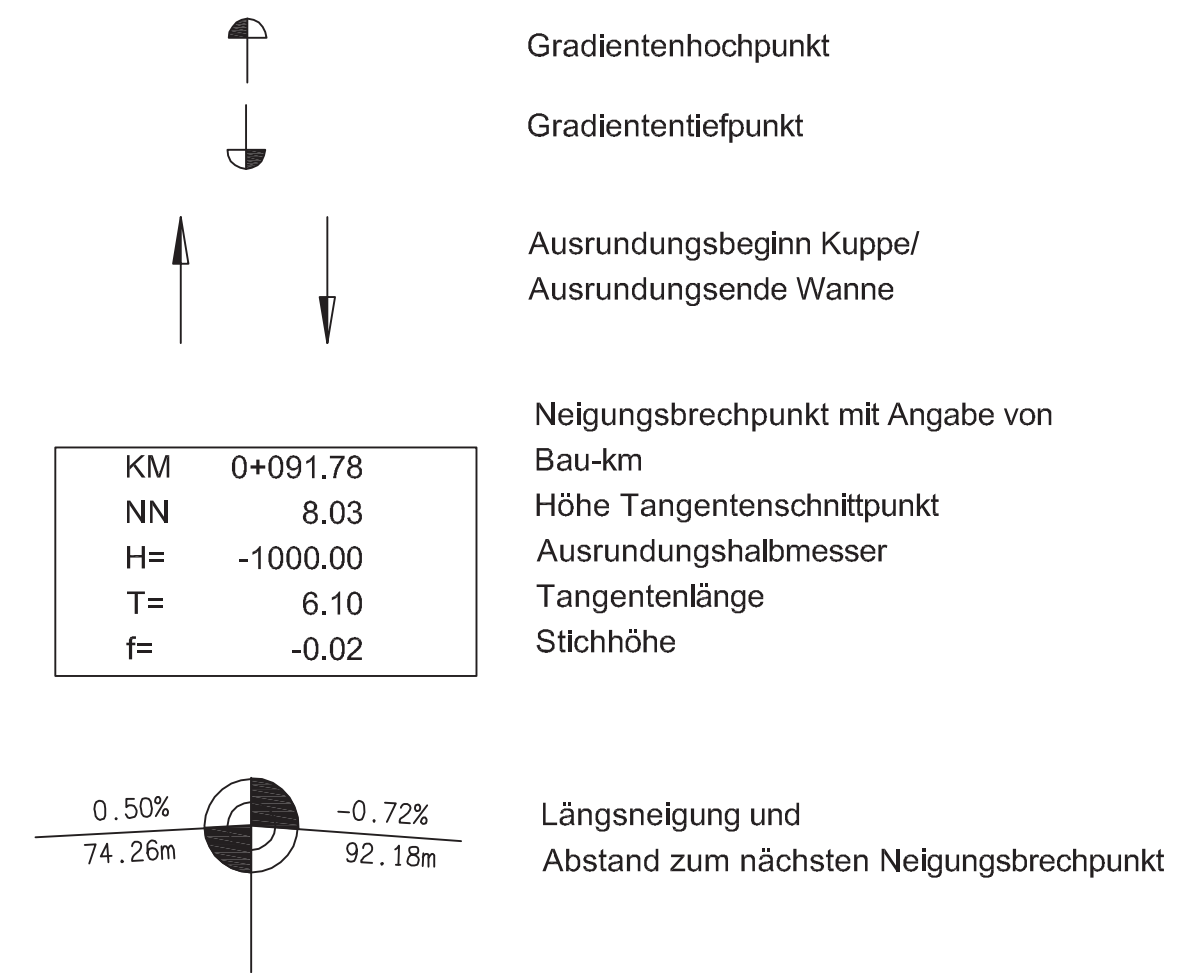 Gradientenhochpunkt
Gradiententiefpunkt
Ausrundungsbeginn Kuppe/
Ausrundungsende Wanne
Neigungsbrechpunkt mit Angabe von
KM 0+091.78 Bau-km
NN 8.03 Höhe Tangentenschnittpunkt
H= -1000.00 Ausrundungshalbmesser
T= 6.10 Tangentenlänge
f= -0.02 Stichhöhe
0.50% -0.72% Längsneigung und
74.26m 92.18m Abstand zum nächsten Neigungsbrechpunkt